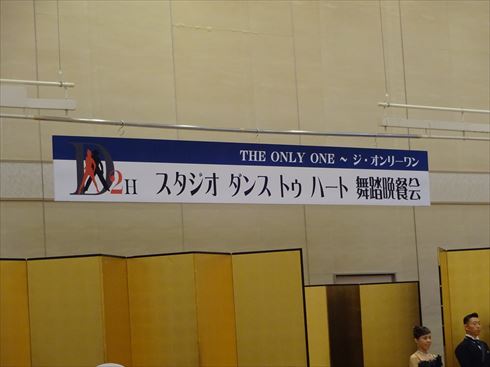 THE ONLY ONE ～ ジ・オンリーワン
D2H スタジオ ダンス トゥ ハート 舞踏晩餐会